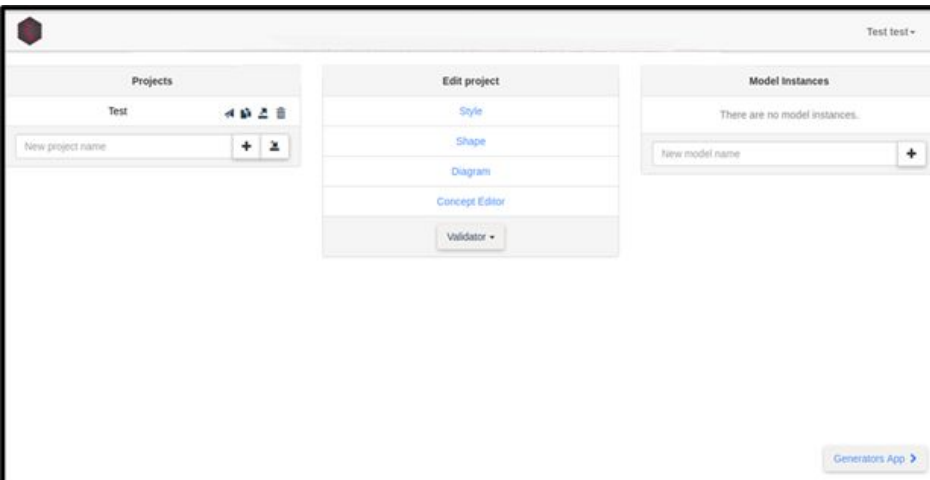 Test test
Projects
Test
New project name
Edit project
Style
Shape
Diagram
Concept Editor
Validator
Model Instances
There are no model instances.
New model name
Generators App